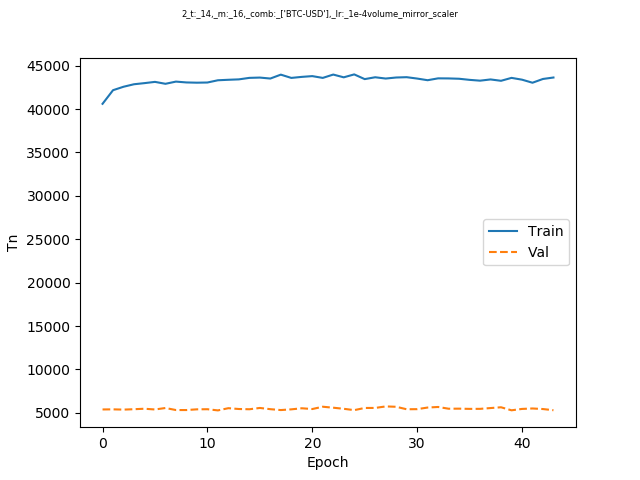 2_t:_14,_m:_16,_comb:_['BTC-USD'],_lr:_1e-4volume_mirror_scaler
45000
40000
35000
30000
25000
20000
15000
10000
5000
Tn
Train
Val
0 10 20 30 40
Epoch